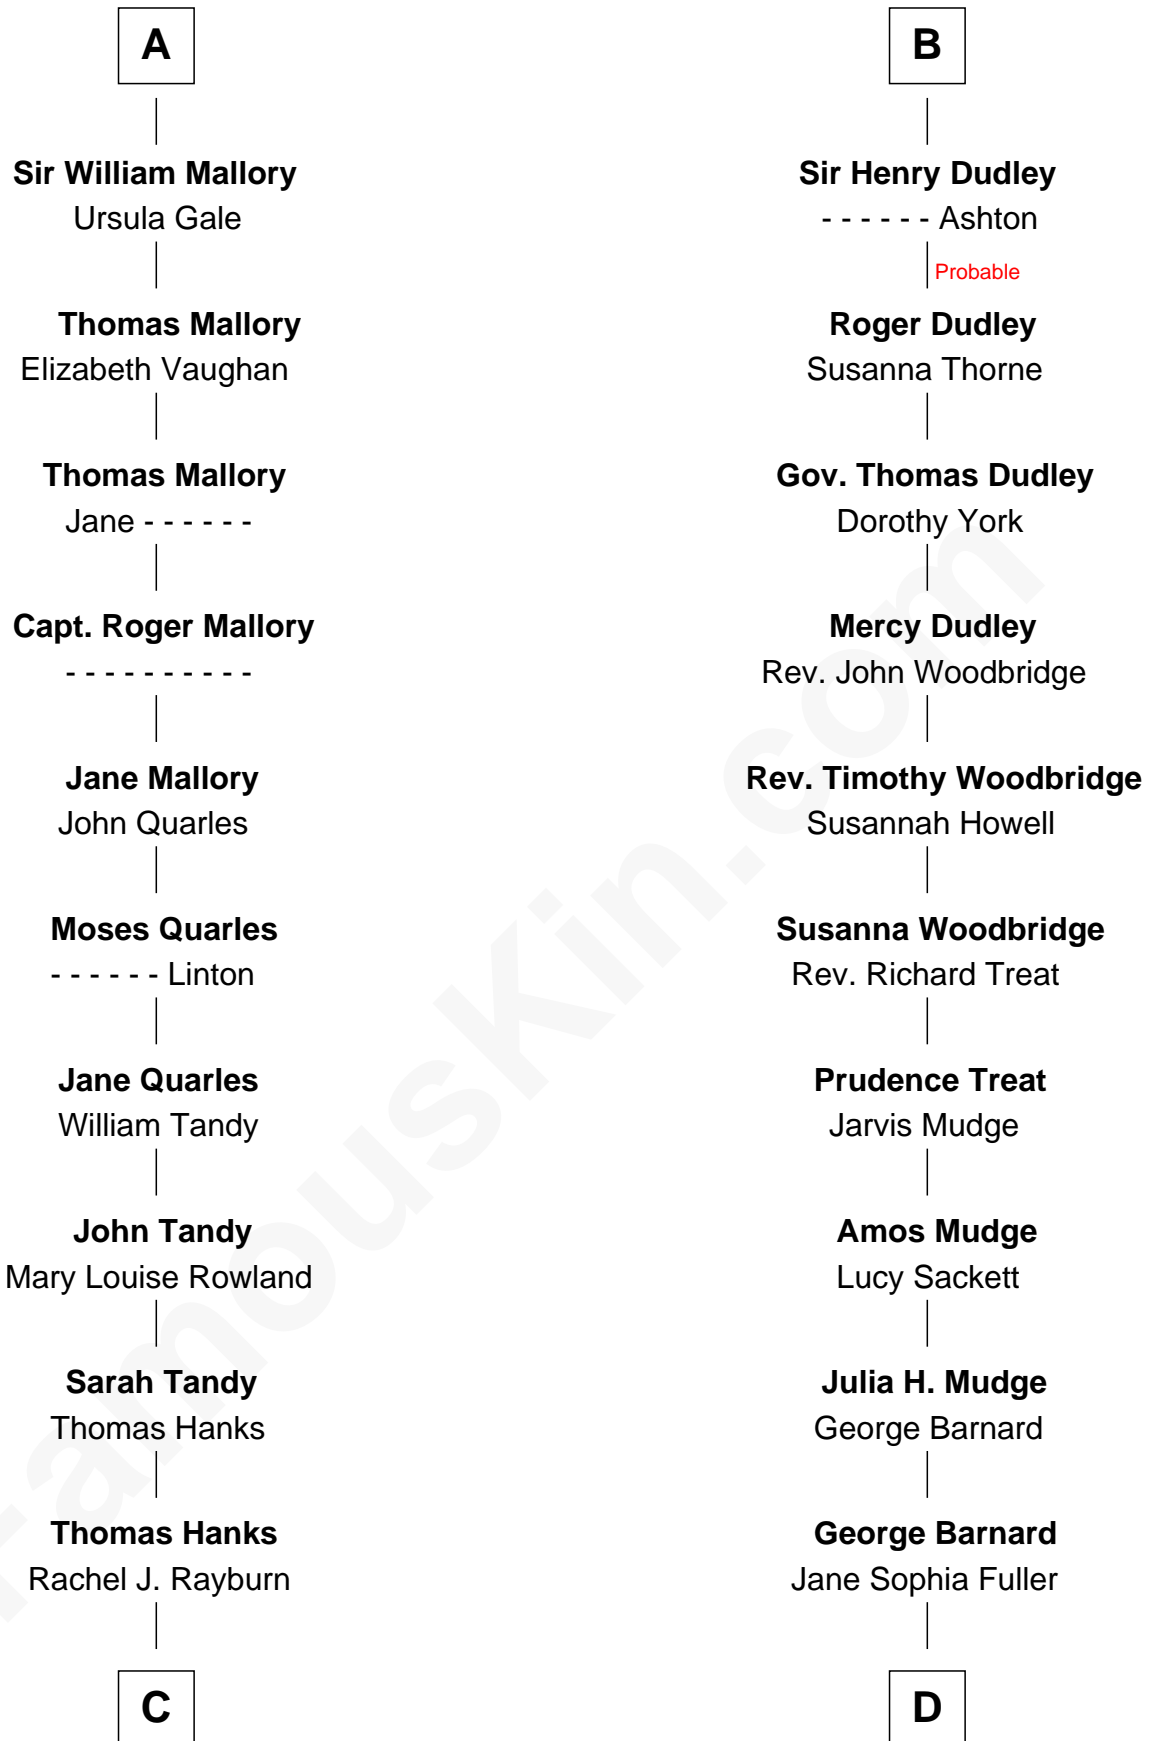 A
Sir William Mallory
Ursula Gale
Thomas Mallory
Elizabeth Vaughan
Thomas Mallory
Jane - - - - - -
Capt. Roger Mallory
- - - - - - - - - -
Jane Mallory
John Quarles
Moses Quarles
- - - - - - Linton
Jane Quarles
William Tandy
John Tandy
Mary Louise Rowland
Sarah Tandy
Thomas Hanks
Thomas Hanks
Rachel J. Rayburn
C
B
Sir Henry Dudley
- - - - - - Ashton
Probable
Roger Dudley
Susanna Thorne
Gov. Thomas Dudley
Dorothy York
Mercy Dudley
Rev. John Woodbridge
Rev. Timothy Woodbridge
Susannah Howell
Susanna Woodbridge
Rev. Richard Treat
Prudence Treat
Jarvis Mudge
Amos Mudge
Lucy Sackett
Julia H. Mudge
George Barnard
George Barnard
Jane Sophia Fuller
D
FamousKin.com